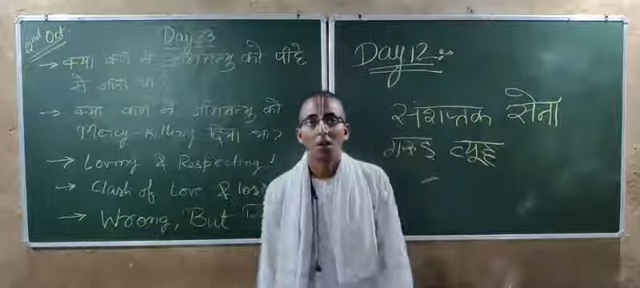 2nd Oct
Day 33
→ क्या कर्ण ने अभिमन्यु को पीछे
से मारा था?
→ क्या कर्ण ने अभिमन्यु को
Mercy-Killing दिया था?
→ Loving & Respecting!
→ Clash of Love & los
→ Wrong, But
Day 12
संशप्तक सेना
गरुड़ व्यूह